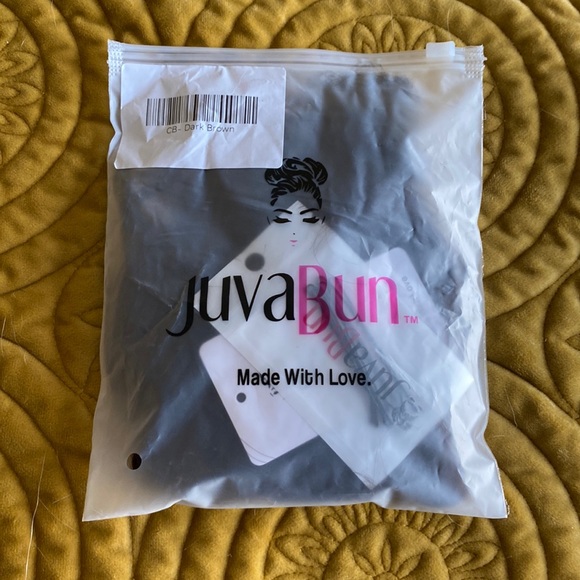 CB- Dark Brown
JuvaBun™
Made With Love.